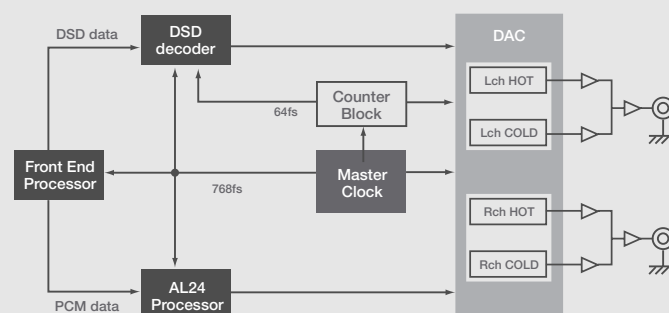 DSD data
DSD
decoder
DAC
Lch HOT
64fs
Counter
Block
Lch COLD
Front End
Processor
768fs
Master
Clock
Rch HOT
Rch COLD
AL24
Processor
PCM data